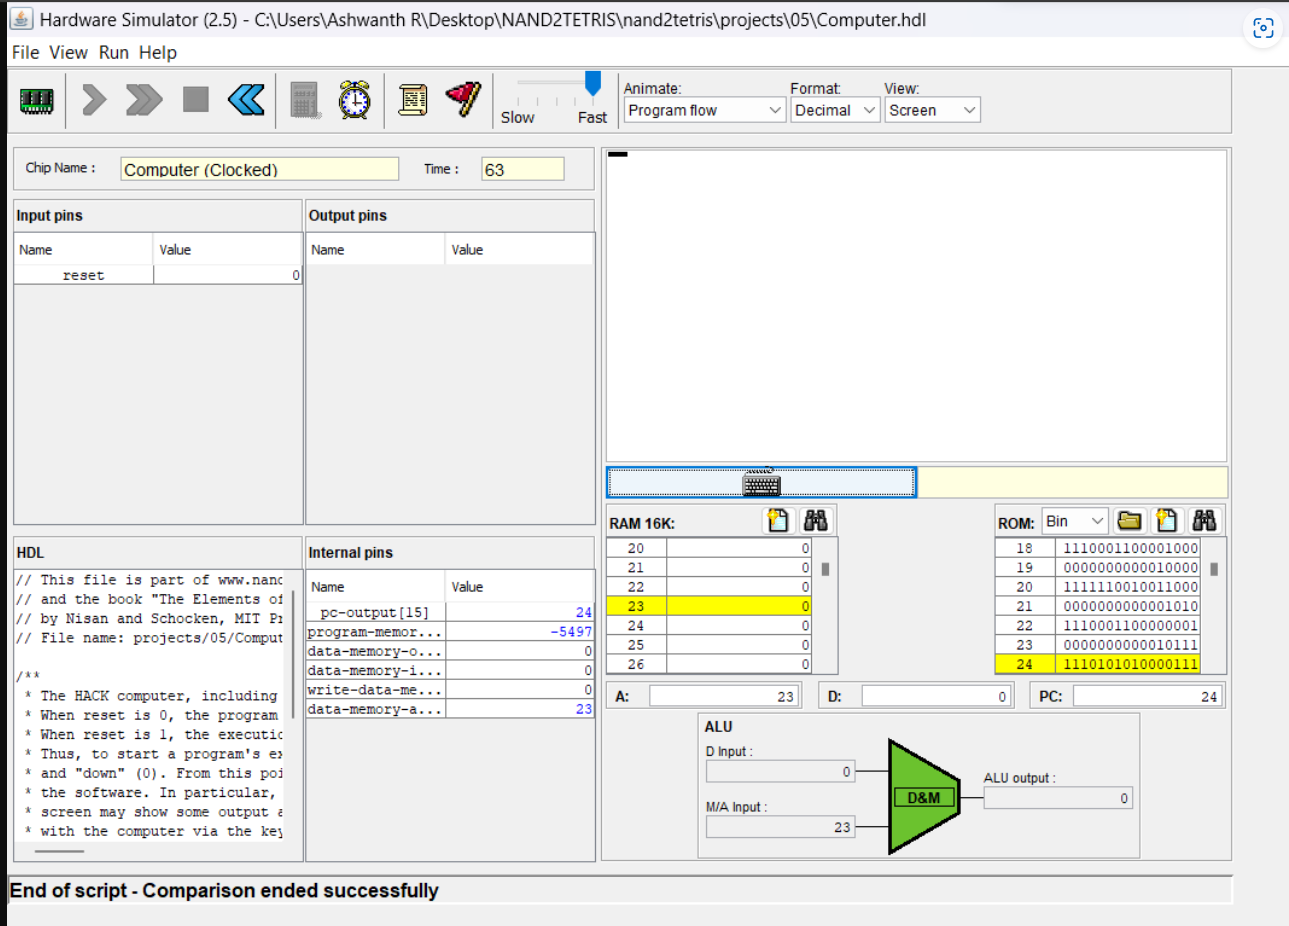 Hardware Simulator (2.5) - C:\Users\Ashwanth R\Desktop\NAND2TETRIS\nand2tetris\projects\05\Computer.hdl
File View Run Help
Slow Fast
Animate:
Program flow
Format:
Decimal
View:
Screen
Chip Name :
Computer (Clocked)
Time :
63
Input pins
Name Value
reset 0
Output pins
Name Value
HDL
// This file is part of www.nand
// and the book "The Elements of
// by Nisan and Schocken, MIT Pr
// File name: projects/05/Comput
/**
* The HACK computer, including
* When reset is 0, the program
* When reset is 1, the executio
* Thus, to start a program's ex
* and "down" (0). From this poi
* the software. In particular,
* screen may show some output a
* with the computer via the key
Internal pins
Name Value
pc-output[15] 24
program-memor... -5497
data-memory-o... 0
data-memory-i... 0
write-data-me... 0
data-memory-a... 23
RAM 16K:
20 0
21 0
22 0
23 0
24 0
25 0
26 0
ROM: Bin
18 1110001100001000
19 0000000000010000
20 1111110010011000
21 0000000000001010
22 1110001100000001
23 0000000000010111
24 1110101010000111
A: 23
D: 0
PC: 24
ALU
D Input :
0
M/A Input :
23
D&M
ALU output :
0
End of script - Comparison ended successfully